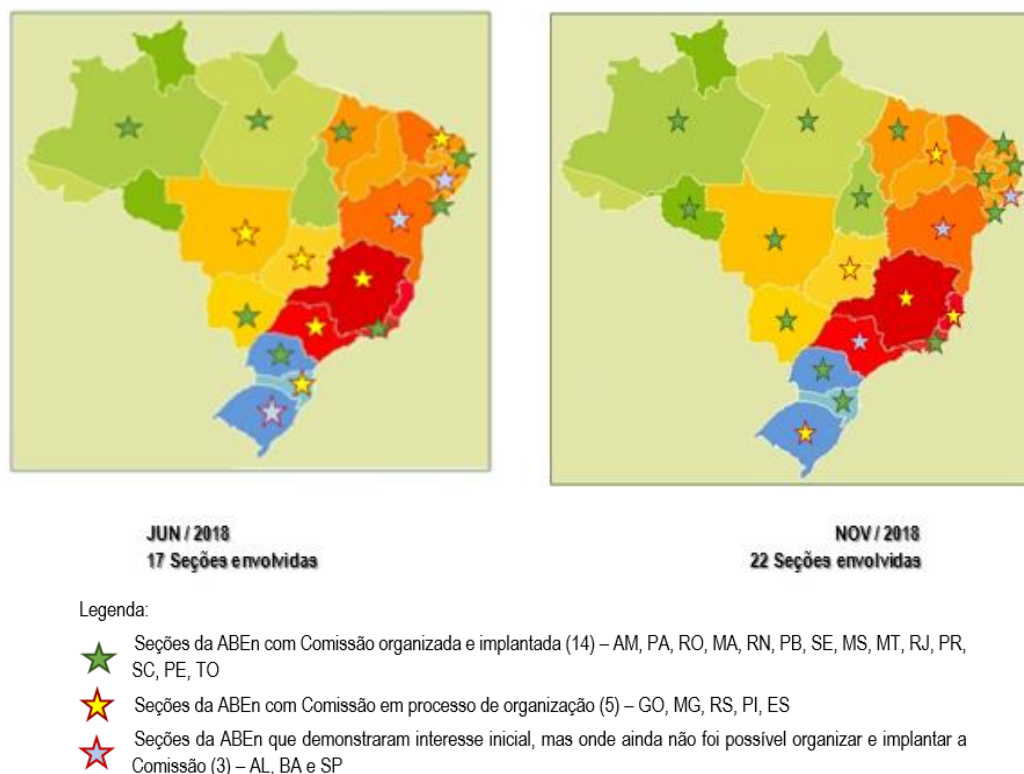 JUN / 2018
17 Seções envolvidas
NOV / 2018
22 Seções envolvidas
Legenda:
Seções da ABEn com Comissão organizada e implantada (14) – AM, PA, RO, MA, RN, PB, SE, MS, MT, RJ, PR,
SC, PE, TO
Seções da ABEn com Comissão em processo de organização (5) – GO, MG, RS, PI, ES
Seções da ABEn que demonstraram interesse inicial, mas onde ainda não foi possível organizar e implantar a
Comissão (3) – AL, BA e SP